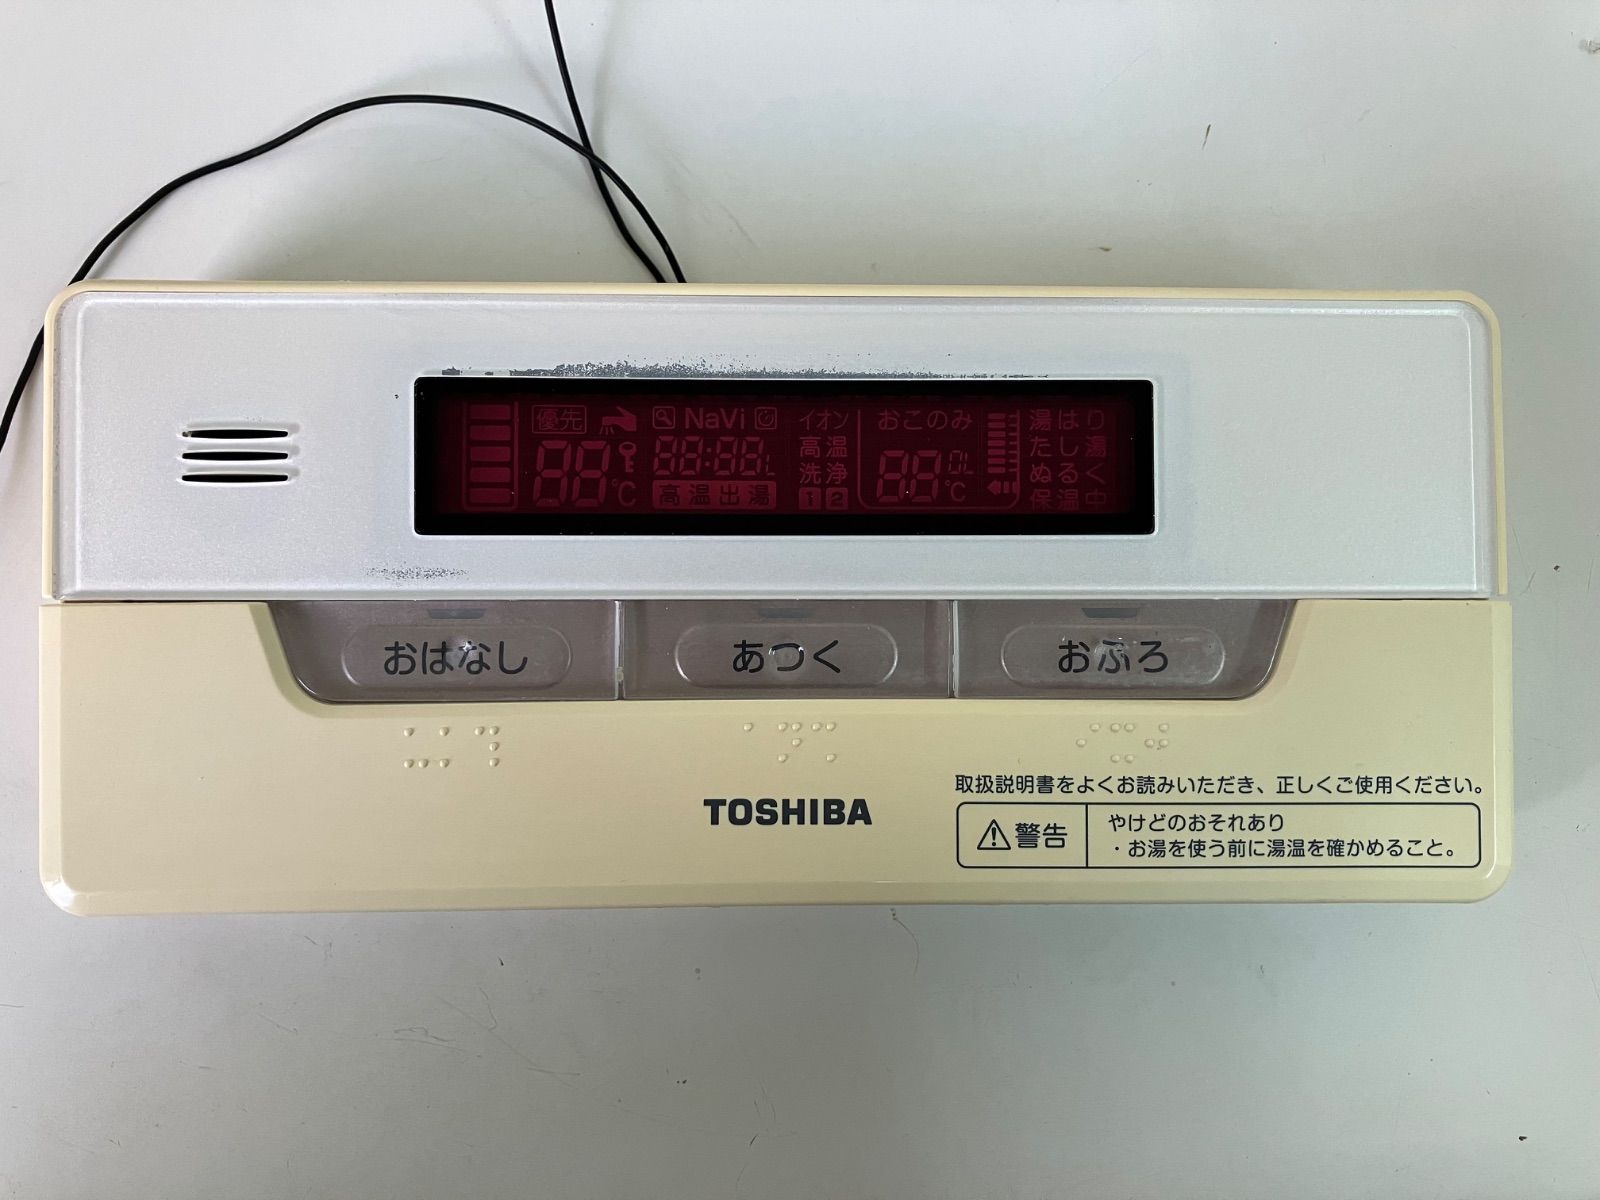 優先 NaVi イオン おこのみ 湯はり
高温 たし湯
88 88:88L 洗浄 88 0L ぬるく
℃ 高温出湯 1 2 ℃ 保温中
おはなし あつく おふろ
取扱説明書をよくお読みいただき、正しくご使用ください。
TOSHIBA
警告 やけどのおそれあり
・お湯を使う前に湯温を確かめること。